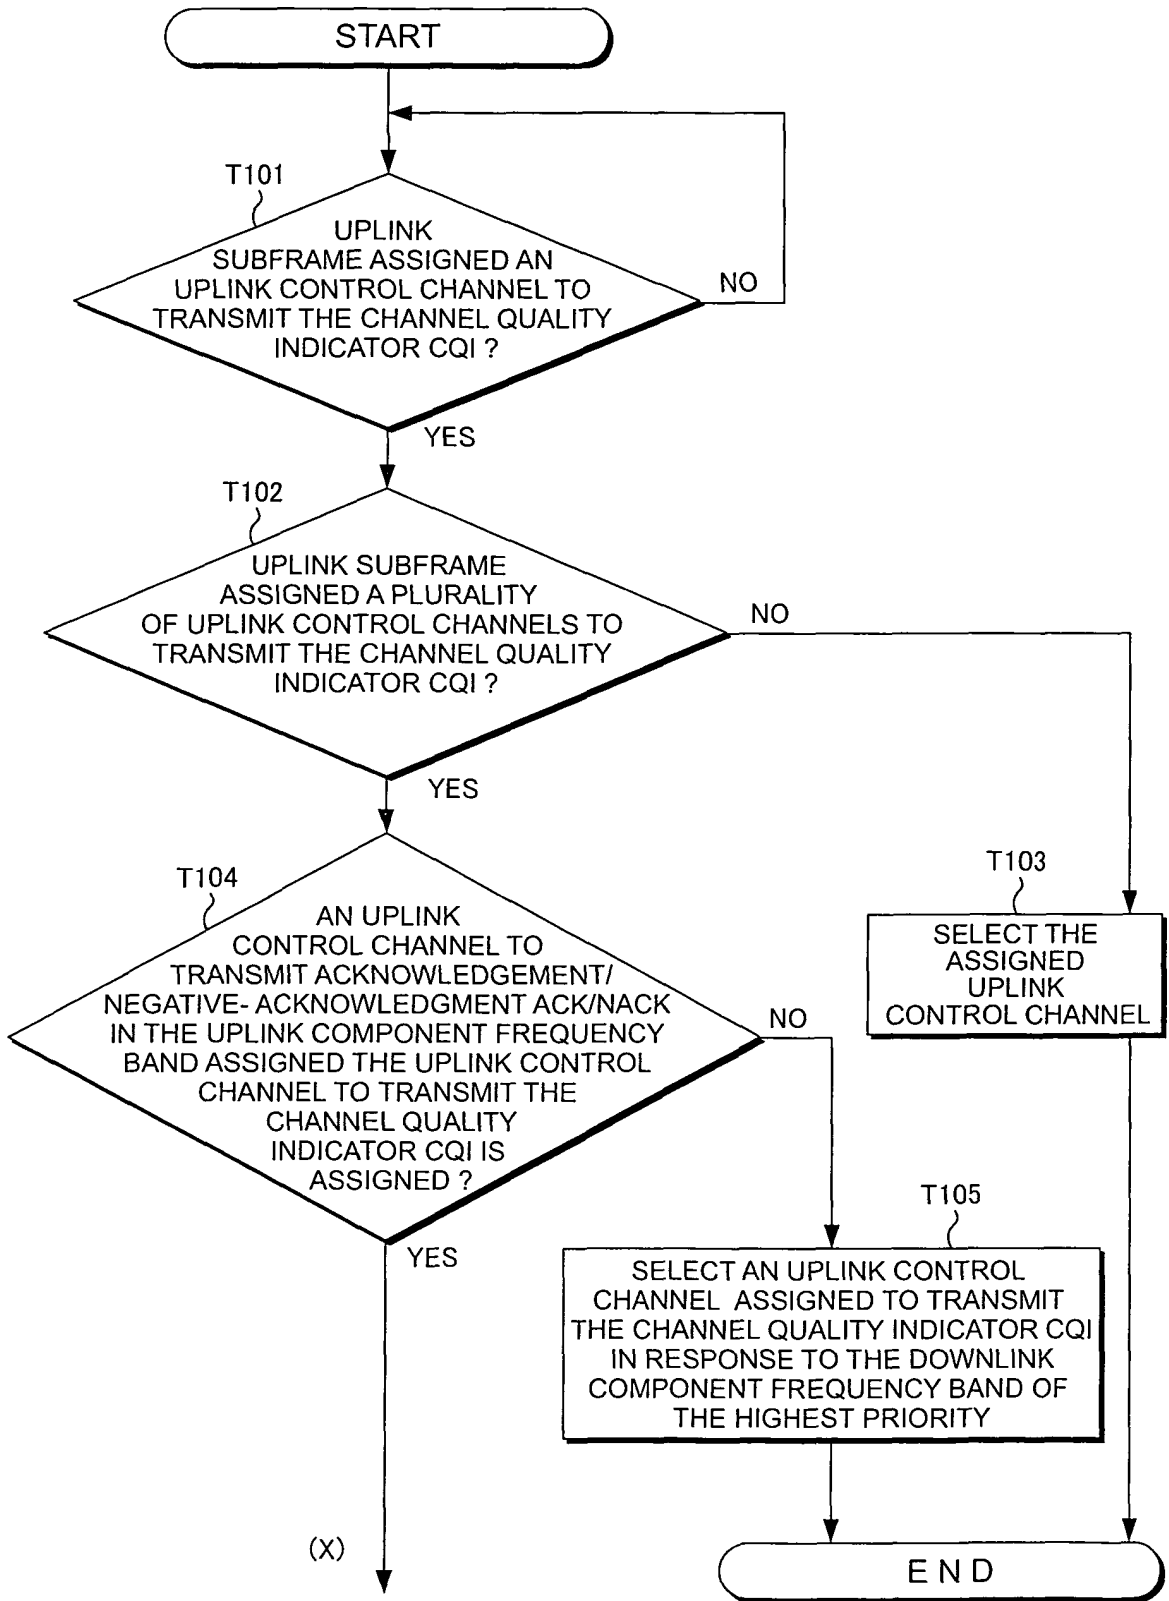 START
T101
UPLINK
SUBFRAME ASSIGNED AN
UPLINK CONTROL CHANNEL TO
TRANSMIT THE CHANNEL QUALITY
INDICATOR CQI ?
NO
YES
T102
UPLINK SUBFRAME
ASSIGNED A PLURALITY
OF UPLINK CONTROL CHANNELS TO
TRANSMIT THE CHANNEL QUALITY
INDICATOR CQI ?
NO
YES
T103
SELECT THE
ASSIGNED
UPLINK
CONTROL CHANNEL
T104
AN UPLINK
CONTROL CHANNEL TO
TRANSMIT ACKNOWLEDGEMENT/
NEGATIVE- ACKNOWLEDGMENT ACK/NACK
IN THE UPLINK COMPONENT FREQUENCY
BAND ASSIGNED THE UPLINK CONTROL
CHANNEL TO TRANSMIT THE
CHANNEL QUALITY
INDICATOR CQI IS
ASSIGNED ?
NO
YES
T105
SELECT AN UPLINK CONTROL
CHANNEL ASSIGNED TO TRANSMIT
THE CHANNEL QUALITY INDICATOR CQI
IN RESPONSE TO THE DOWNLINK
COMPONENT FREQUENCY BAND OF
THE HIGHEST PRIORITY
(X)
END